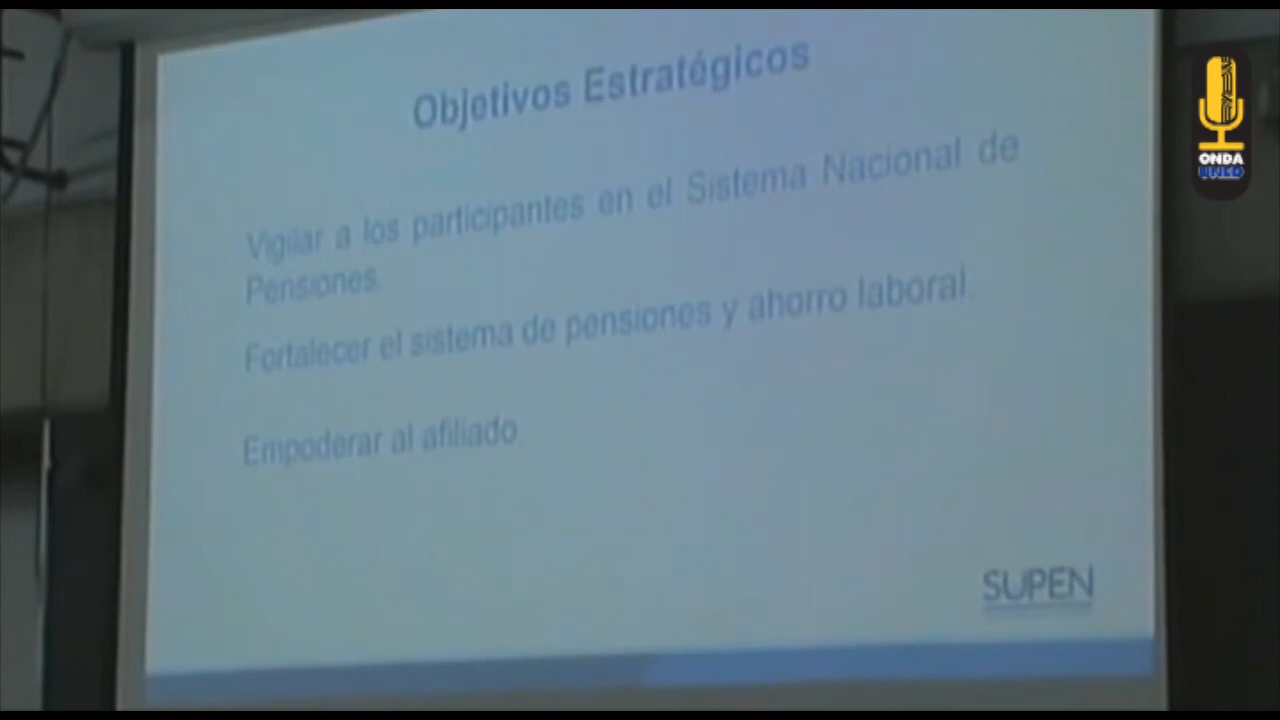 Objetivos Estratégicos
Vigilar a los participantes en el Sistema Nacional de
Pensiones.
Fortalecer el sistema de pensiones y ahorro laboral.
Empoderar al afiliado
SUPEN
ONDA
UNED